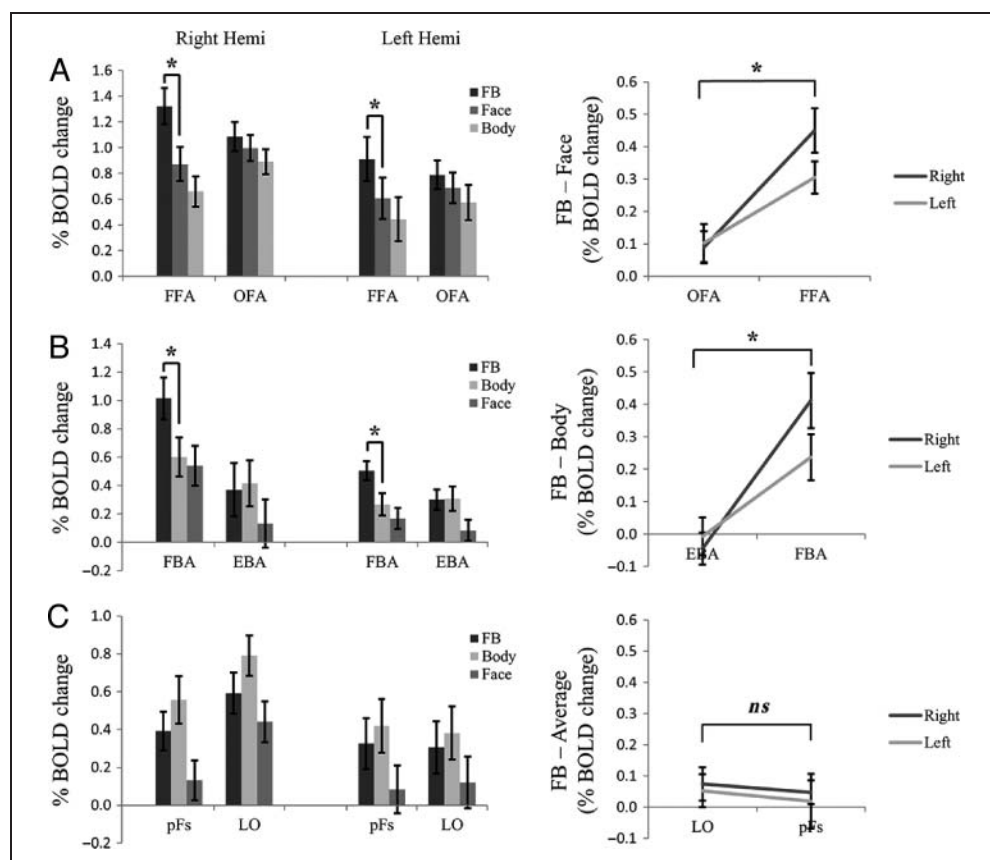 Right Hemi
Left Hemi
A
% BOLD change
1.6
1.4
1.2
1.0
0.8
0.6
0.4
0.2
0.0
*
*
FB
Face
Body
FFA
OFA
FFA
OFA
FB – Face
(% BOLD change)
0.6
0.5
0.4
0.3
0.2
0.1
0.0
*
Right
Left
OFA
FFA
B
% BOLD change
1.4
1.2
1.0
0.8
0.6
0.4
0.2
0.0
−0.2
*
*
FB
Body
Face
FBA
EBA
FBA
EBA
FB – Body
(% BOLD change)
0.6
0.5
0.4
0.3
0.2
0.1
−0.0
−0.1
*
Right
Left
EBA
FBA
C
% BOLD change
1.0
0.8
0.6
0.4
0.2
0.0
−0.2
FB
Body
Face
pFs
LO
pFs
LO
FB – Average
(% BOLD change)
0.6
0.5
0.4
0.3
0.2
0.1
0.0
−0.1
ns
Right
Left
LO
pFs